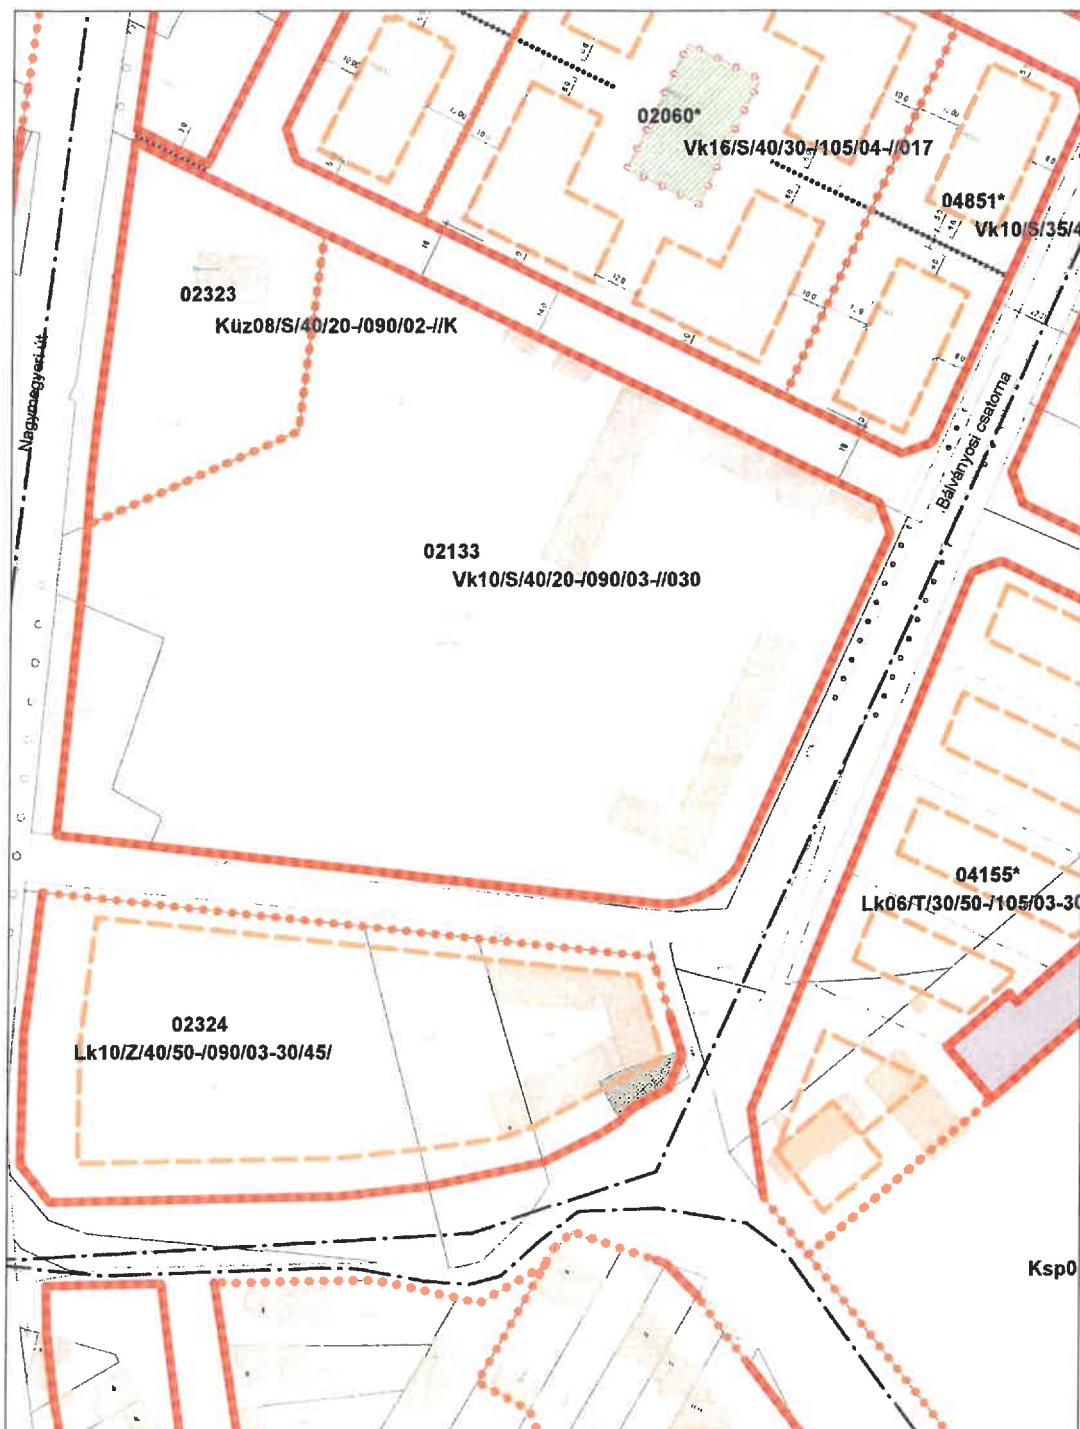 02060*
Vk16/S/40/30-/105/04-//017
04851*
Vk10/S/35/4
02323
Küz08/S/40/20-/090/02-//K
Nagymegyeri út
Bálványosi csatorna
02133
Vk10/S/40/20-/090/03-//030
04155*
Lk06/T/30/50-/105/03-30
02324
Lk10/Z/40/50-/090/03-30/45/
Ksp0